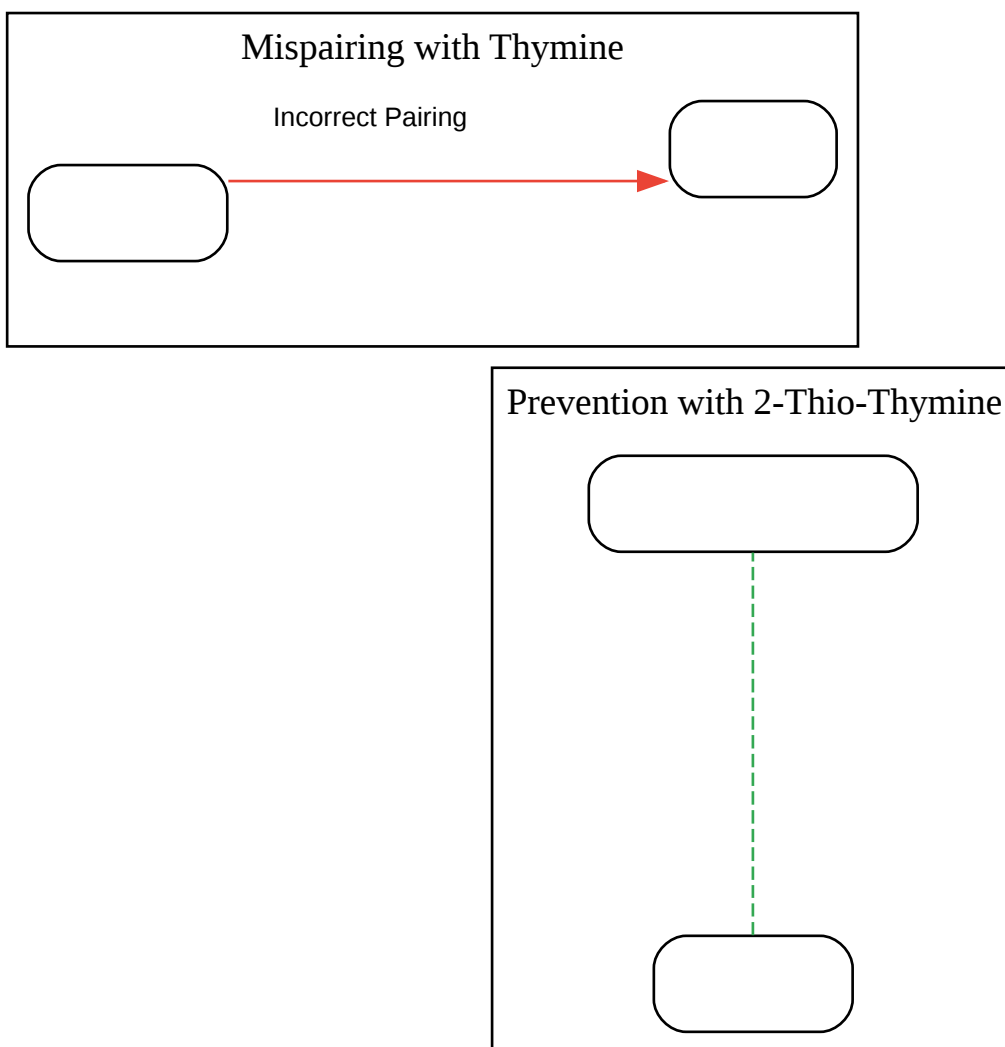 Mispairing with Thymine
Incorrect Pairing
Prevention with 2-Thio-Thymine